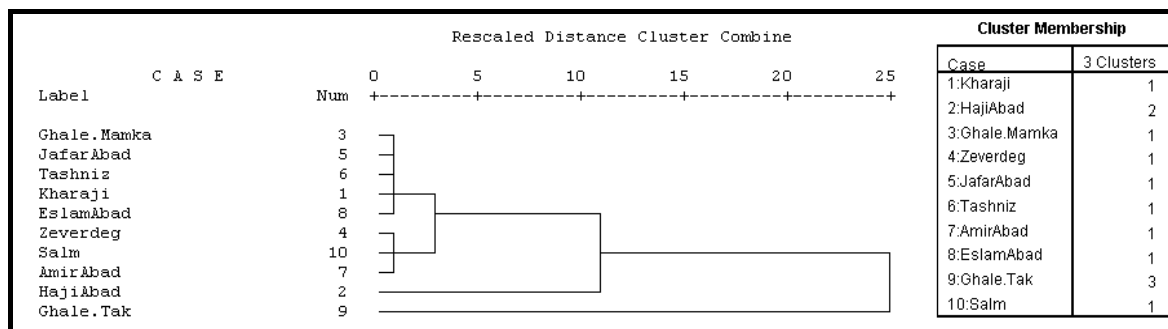 Rescaled Distance Cluster Combine
C A S E 0 5 10 15 20 25
Label Num +---------+---------+---------+---------+---------+
Ghale.Mamka 3
JafarAbad 5
Tashniz 6
Kharaji 1
EslamAbad 8
Zeverdeg 4
Salm 10
AmirAbad 7
HajiAbad 2
Ghale.Tak 9
Cluster Membership
Case 3 Clusters
1:Kharaji 1
2:HajiAbad 2
3:Ghale.Mamka 1
4:Zeverdeg 1
5:JafarAbad 1
6:Tashniz 1
7:AmirAbad 1
8:EslamAbad 1
9:Ghale.Tak 3
10:Salm 1